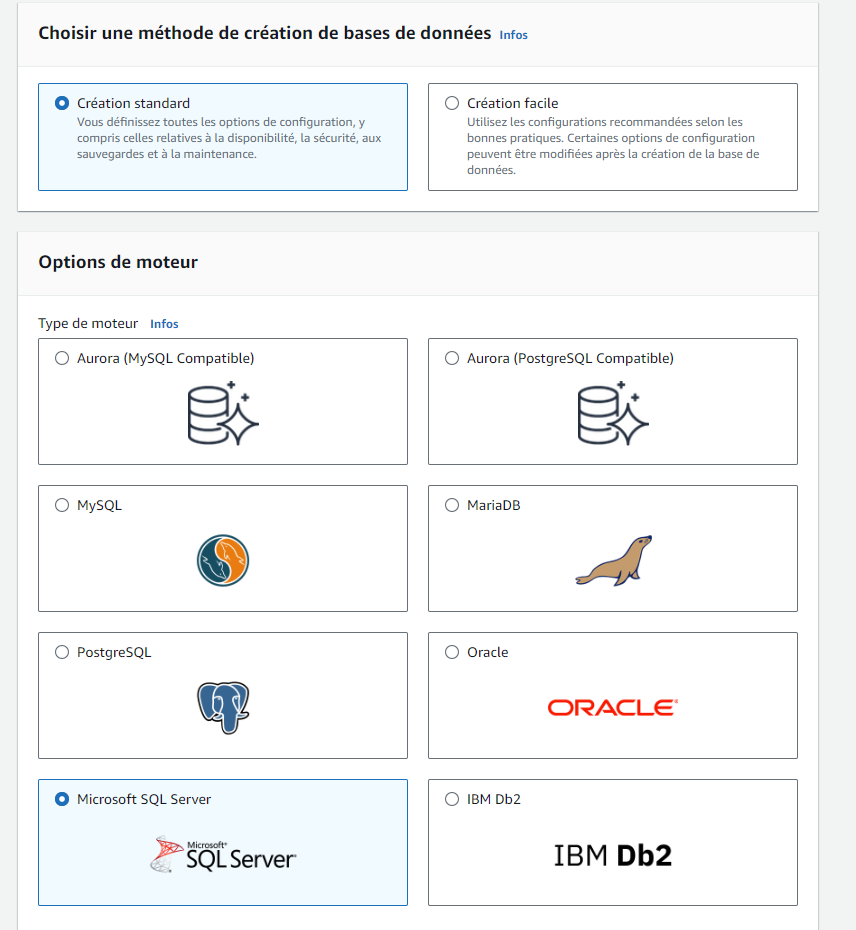 Choisir une méthode de création de bases de données Infos
Création standard
Vous définissez toutes les options de configuration, y
compris celles relatives à la disponibilité, la sécurité, aux
sauvegardes et à la maintenance.
Création facile
Utilisez les configurations recommandées selon les
bonnes pratiques. Certaines options de configuration
peuvent être modifiées après la création de la base de
données.
Options de moteur
Type de moteur Infos
Aurora (MySQL Compatible)
Aurora (PostgreSQL Compatible)
MySQL
MariaDB
PostgreSQL
Oracle
ORACLE®
Microsoft SQL Server
Microsoft®
SQL Server®
IBM Db2
IBM Db2